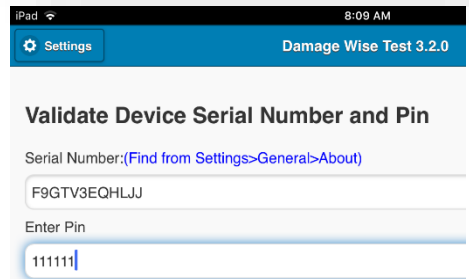 iPad 8:09 AM
Settings Damage Wise Test 3.2.0
Validate Device Serial Number and Pin
Serial Number:(Find from Settings>General>About)
F9GTV3EQHLJJ
Enter Pin
111111